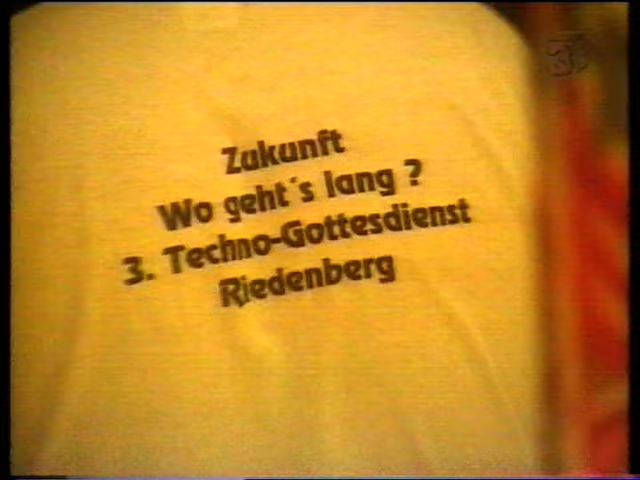 Zukunft
Wo geht´s lang ?
3. Techno-Gottesdienst
Riedenberg